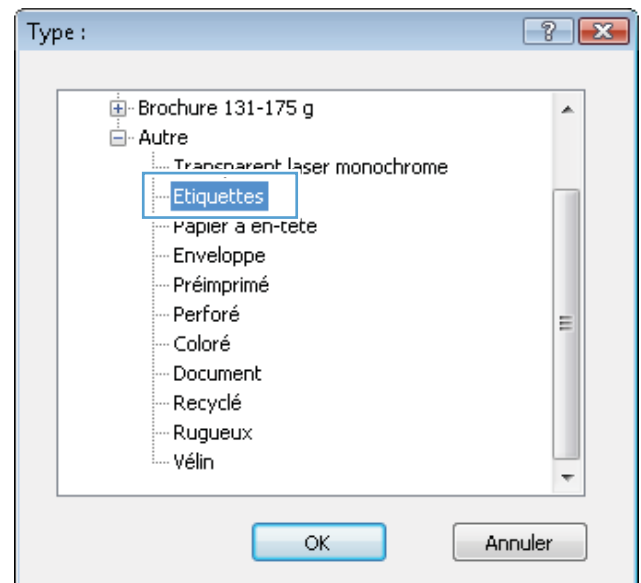 Type :
Brochure 131-175 g
Autre
Transparent laser monochrome
Etiquettes
Papier à en-tête
Enveloppe
Préimprimé
Perforé
Coloré
Document
Recyclé
Rugueux
Vélin
OK
Annuler